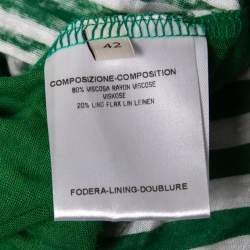 42
COMPOSIZIONE-COMPOSITION
80% VISCOSA RAYON VISCOSE
VISKOSE
20% LINO FLAX LIN LEINEN
FODERA-LINING-DOUBLURE